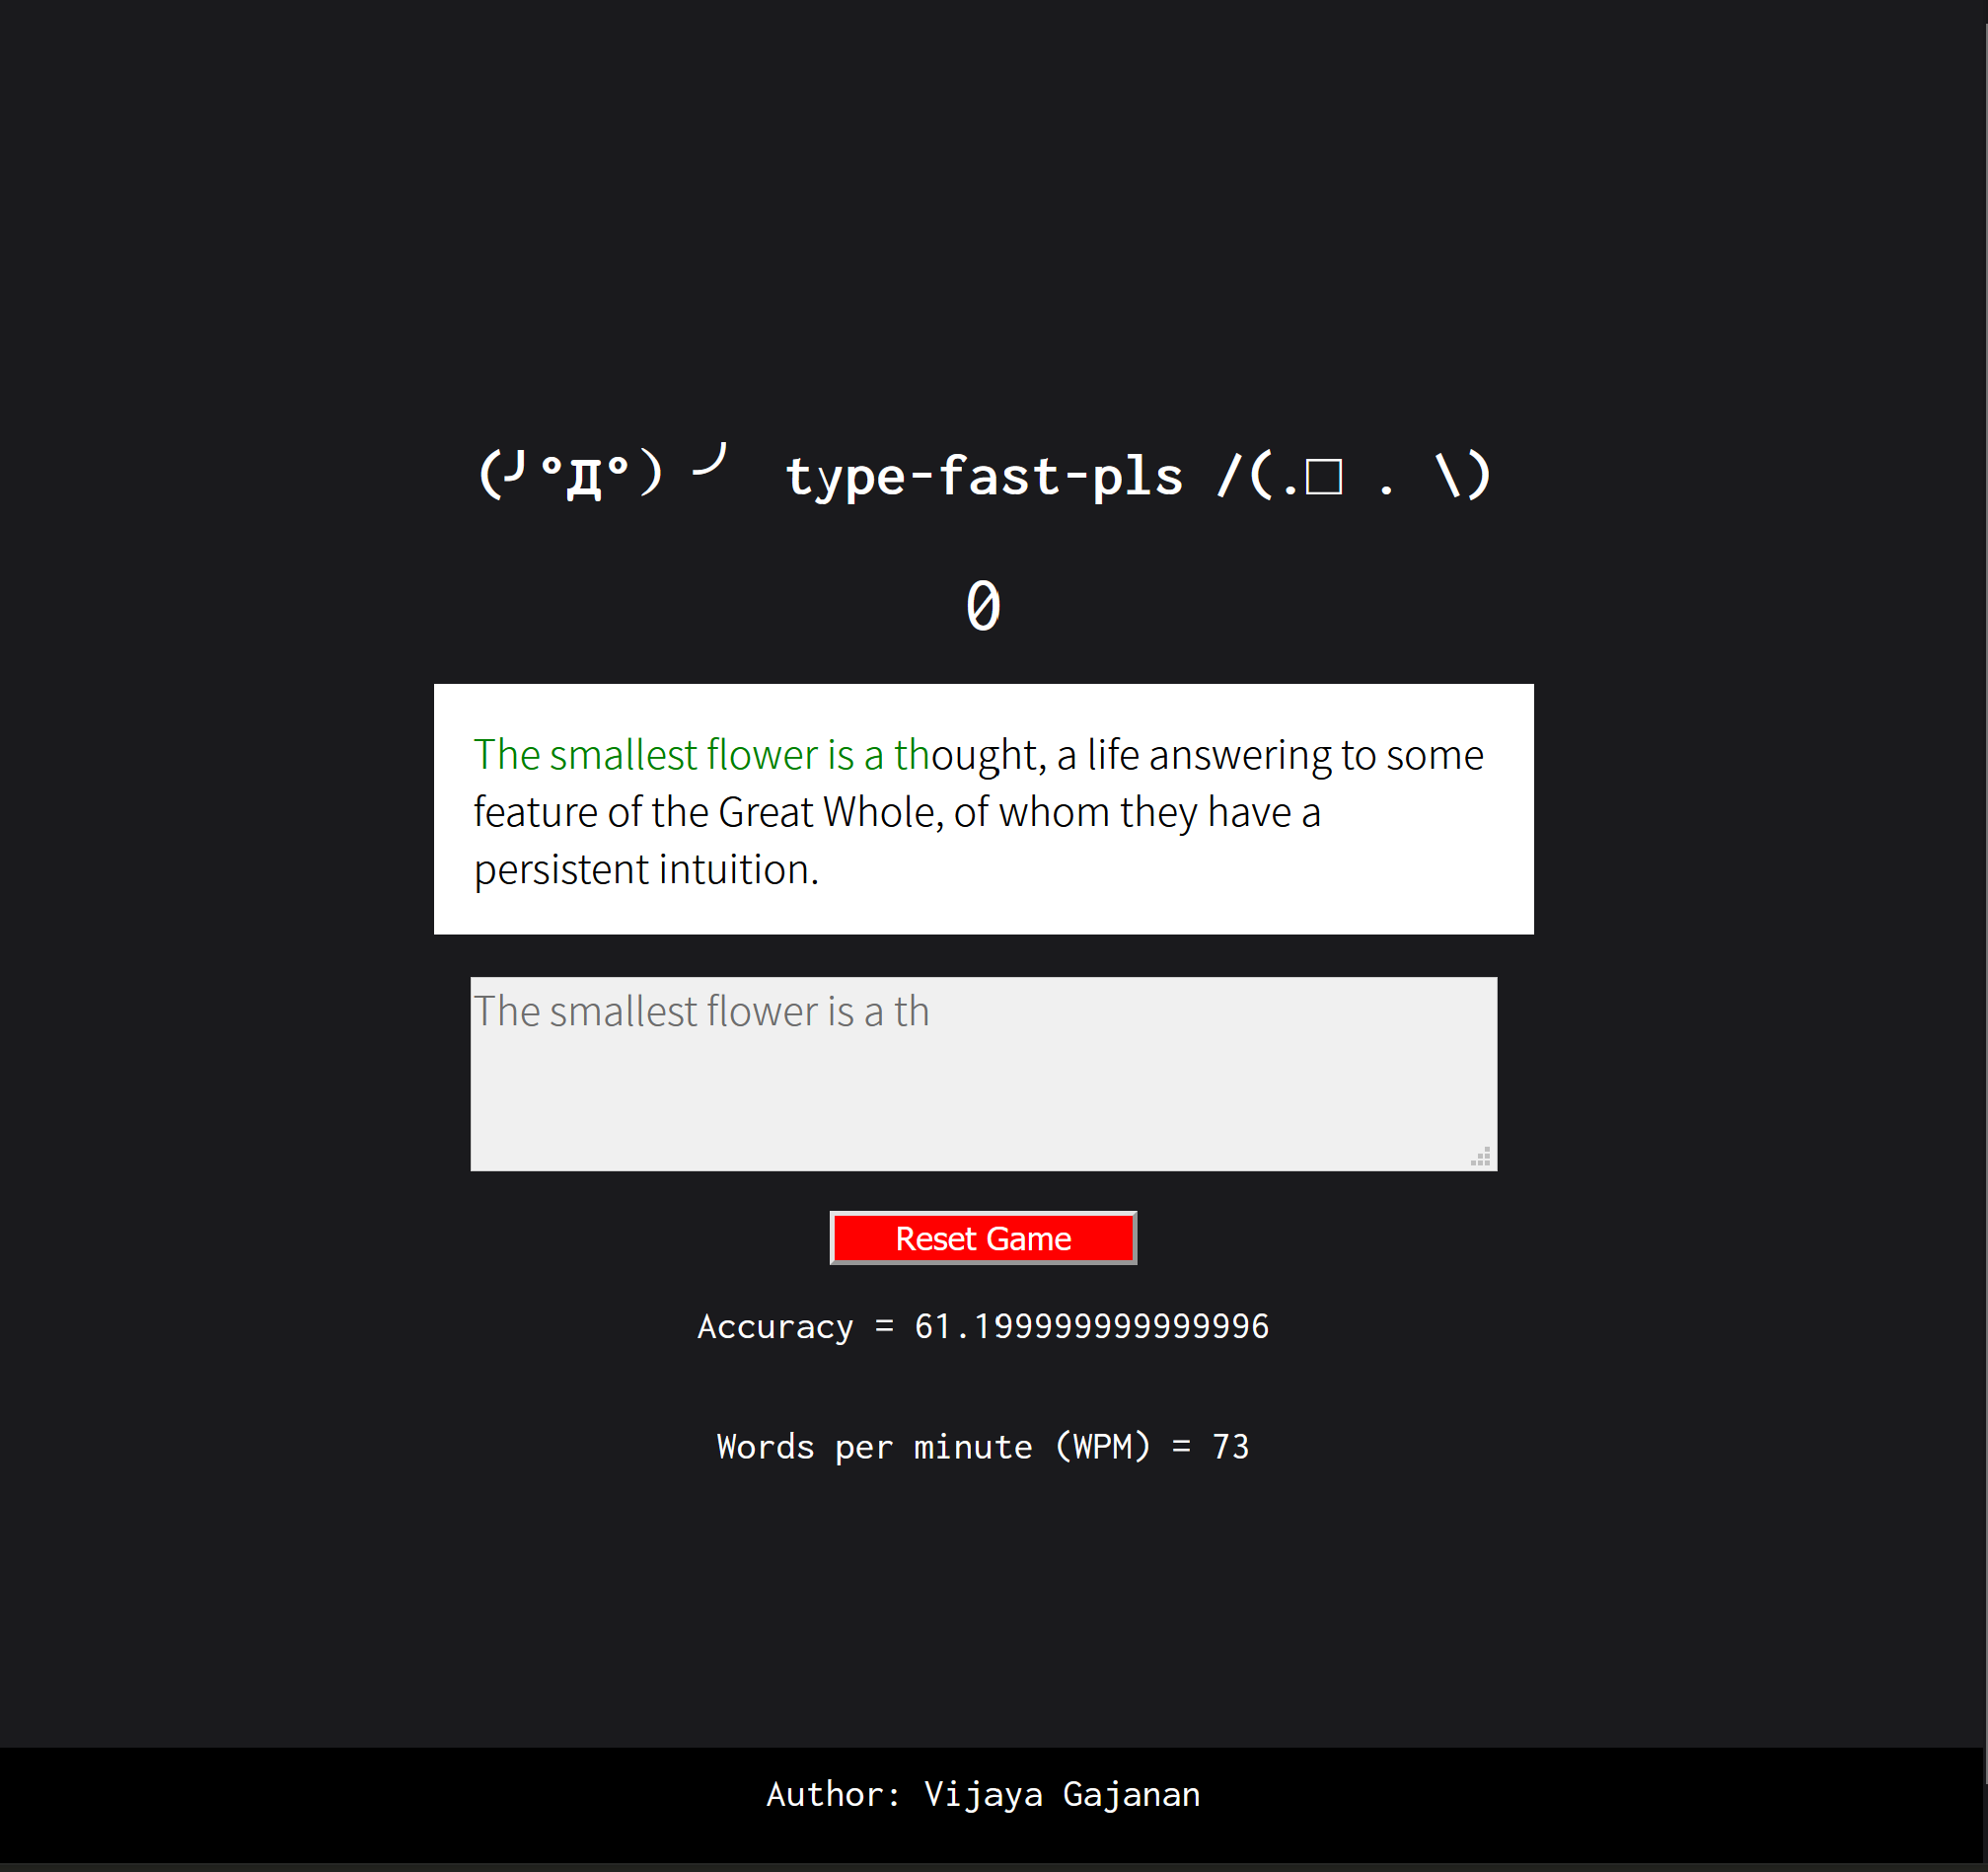 (╯°Д°）╯ type-fast-pls /(.□ . \)
0
The smallest flower is a thought, a life answering to some
feature of the Great Whole, of whom they have a
persistent intuition.
The smallest flower is a th
Reset Game
Accuracy = 61.199999999999996
Words per minute (WPM) = 73
Author: Vijaya Gajanan